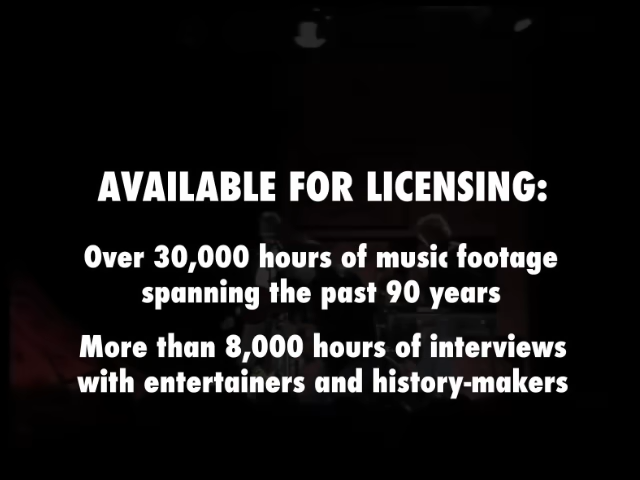 AVAILABLE FOR LICENSING:
Over 30,000 hours of music footage
spanning the past 90 years
More than 8,000 hours of interviews
with entertainers and history-makers